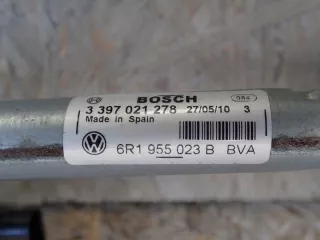 BOSCH
3 397 021 278 27/05/10 3
Made in Spain
6R1 955 023 B BVA